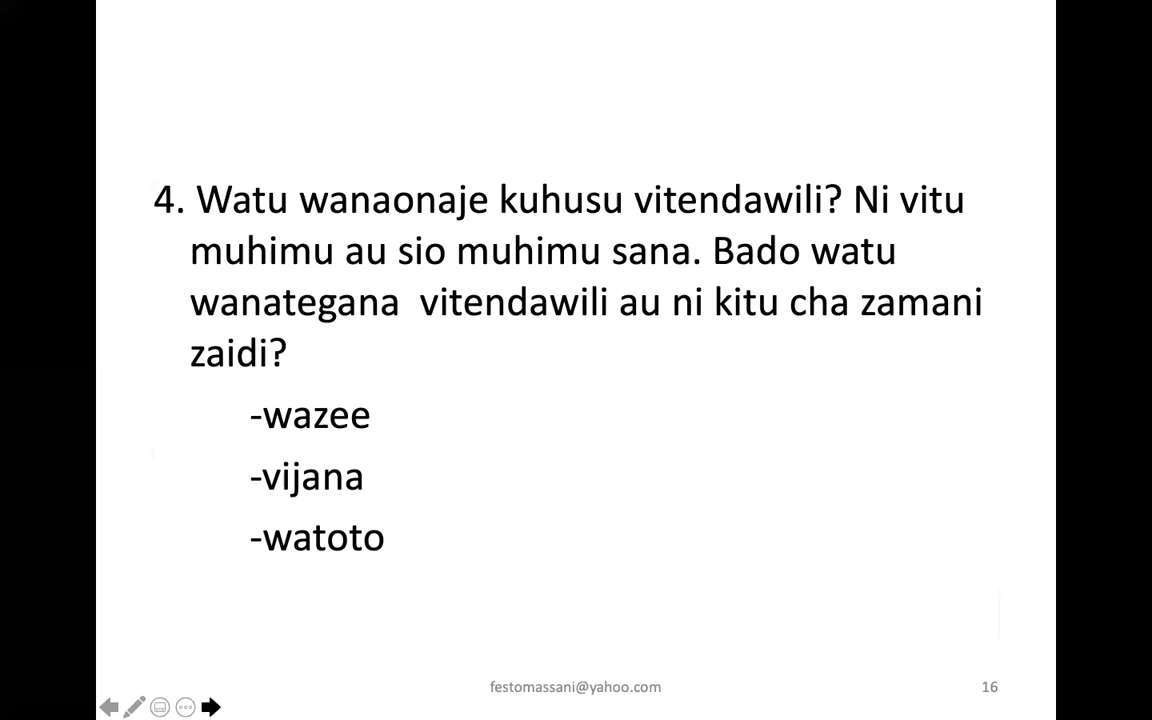 4. Watu wanaonaje kuhusu vitendawili? Ni vitu
muhimu au sio muhimu sana. Bado watu
wanategana vitendawili au ni kitu cha zamani
zaidi?
-wazee
-vijana
-watoto
festomassani@yahoo.com
16